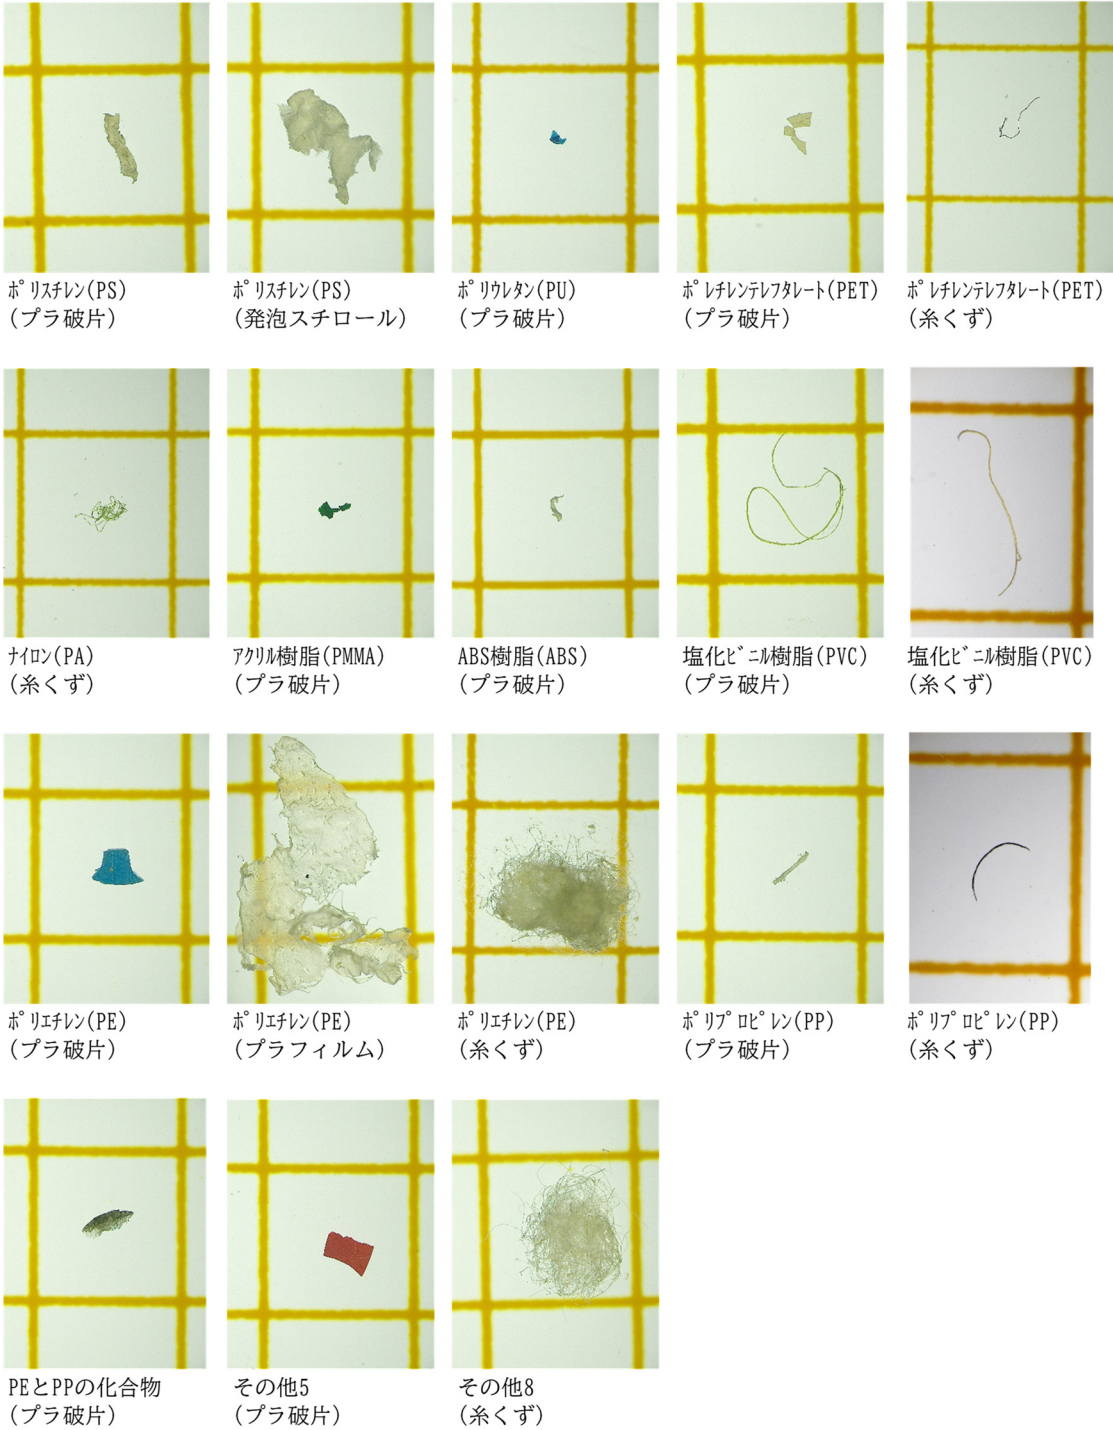 ﾎﾟﾘｽﾁﾚﾝ(PS)
(プラ破片)
ﾎﾟﾘｽﾁﾚﾝ(PS)
(発泡スチロール)
ﾎﾟﾘｳﾚﾀﾝ(PU)
(プラ破片)
ﾎﾟﾚﾁﾚﾝﾃﾚﾌﾀﾚｰﾄ(PET)
(プラ破片)
ﾎﾟﾚﾁﾚﾝﾃﾚﾌﾀﾚｰﾄ(PET)
(糸くず)
ﾅｲﾛﾝ(PA)
(糸くず)
ｱｸﾘﾙ樹脂(PMMA)
(プラ破片)
ABS樹脂(ABS)
(プラ破片)
塩化ﾋﾞﾆﾙ樹脂(PVC)
(プラ破片)
塩化ﾋﾞﾆﾙ樹脂(PVC)
(糸くず)
ﾎﾟﾘｴﾁﾚﾝ(PE)
(プラ破片)
ﾎﾟﾘｴﾁﾚﾝ(PE)
(プラフィルム)
ﾎﾟﾘｴﾁﾚﾝ(PE)
(糸くず)
ﾎﾟﾘﾌﾟﾛﾋﾟﾚﾝ(PP)
(プラ破片)
ﾎﾟﾘﾌﾟﾛﾋﾟﾚﾝ(PP)
(糸くず)
PEとPPの化合物
(プラ破片)
その他5
(プラ破片)
その他8
(糸くず)